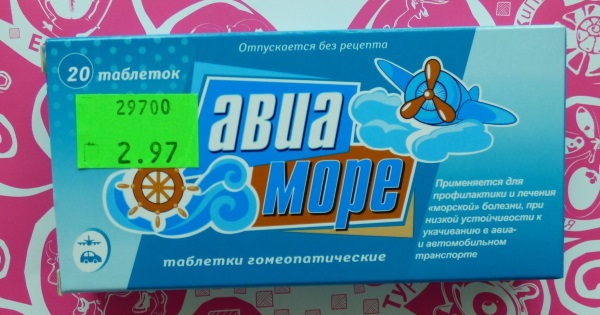 Отпускается без рецепта
20 таблеток
29700
2.97
авиа
море
Применяется для
профилактики и лечения
«морской» болезни, при
низкой устойчивости к
укачиванию в авиа-
и автомобильном
транспорте
таблетки гомеопатические